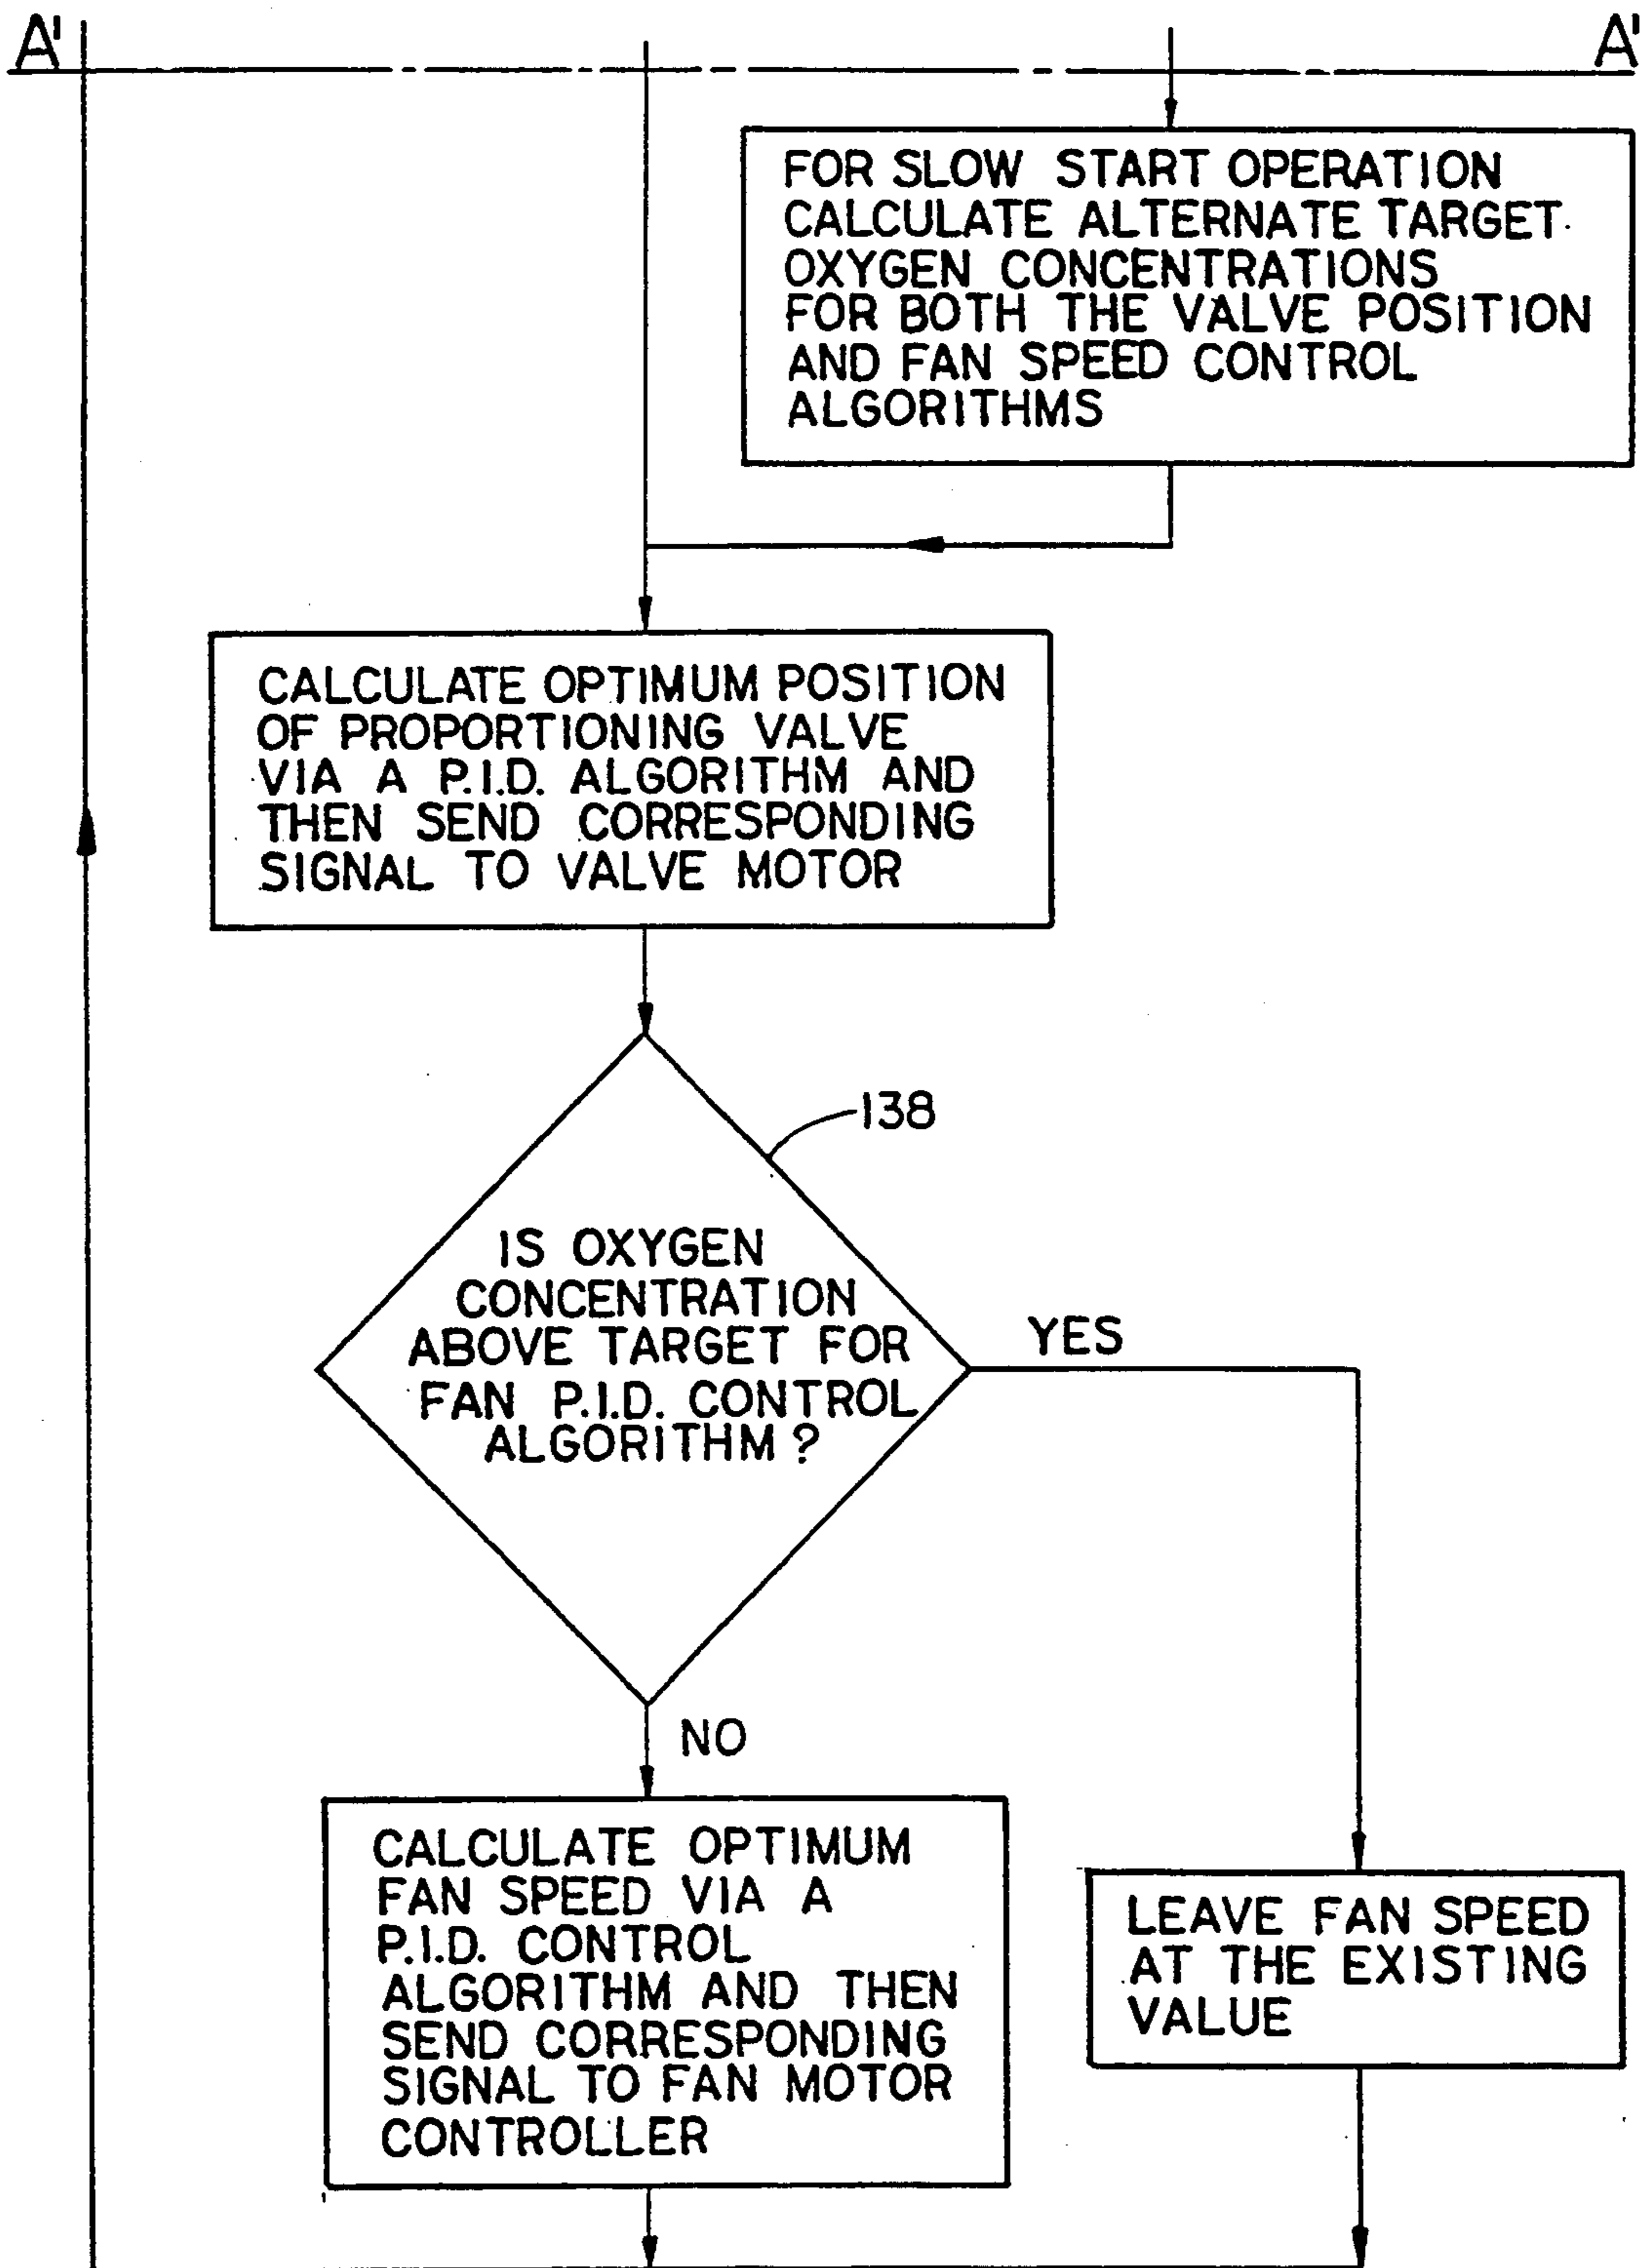 A' A'
FOR SLOW START OPERATION
CALCULATE ALTERNATE TARGET
OXYGEN CONCENTRATIONS
FOR BOTH THE VALVE POSITION
AND FAN SPEED CONTROL
ALGORITHMS
CALCULATE OPTIMUM POSITION
OF PROPORTIONING VALVE
VIA A P.I.D. ALGORITHM AND
THEN SEND CORRESPONDING
SIGNAL TO VALVE MOTOR
138
IS OXYGEN
CONCENTRATION
ABOVE TARGET FOR
FAN P.I.D. CONTROL
ALGORITHM?
YES
NO
CALCULATE OPTIMUM
FAN SPEED VIA A
P.I.D. CONTROL
ALGORITHM AND THEN
SEND CORRESPONDING
SIGNAL TO FAN MOTOR
CONTROLLER
LEAVE FAN SPEED
AT THE EXISTING
VALUE